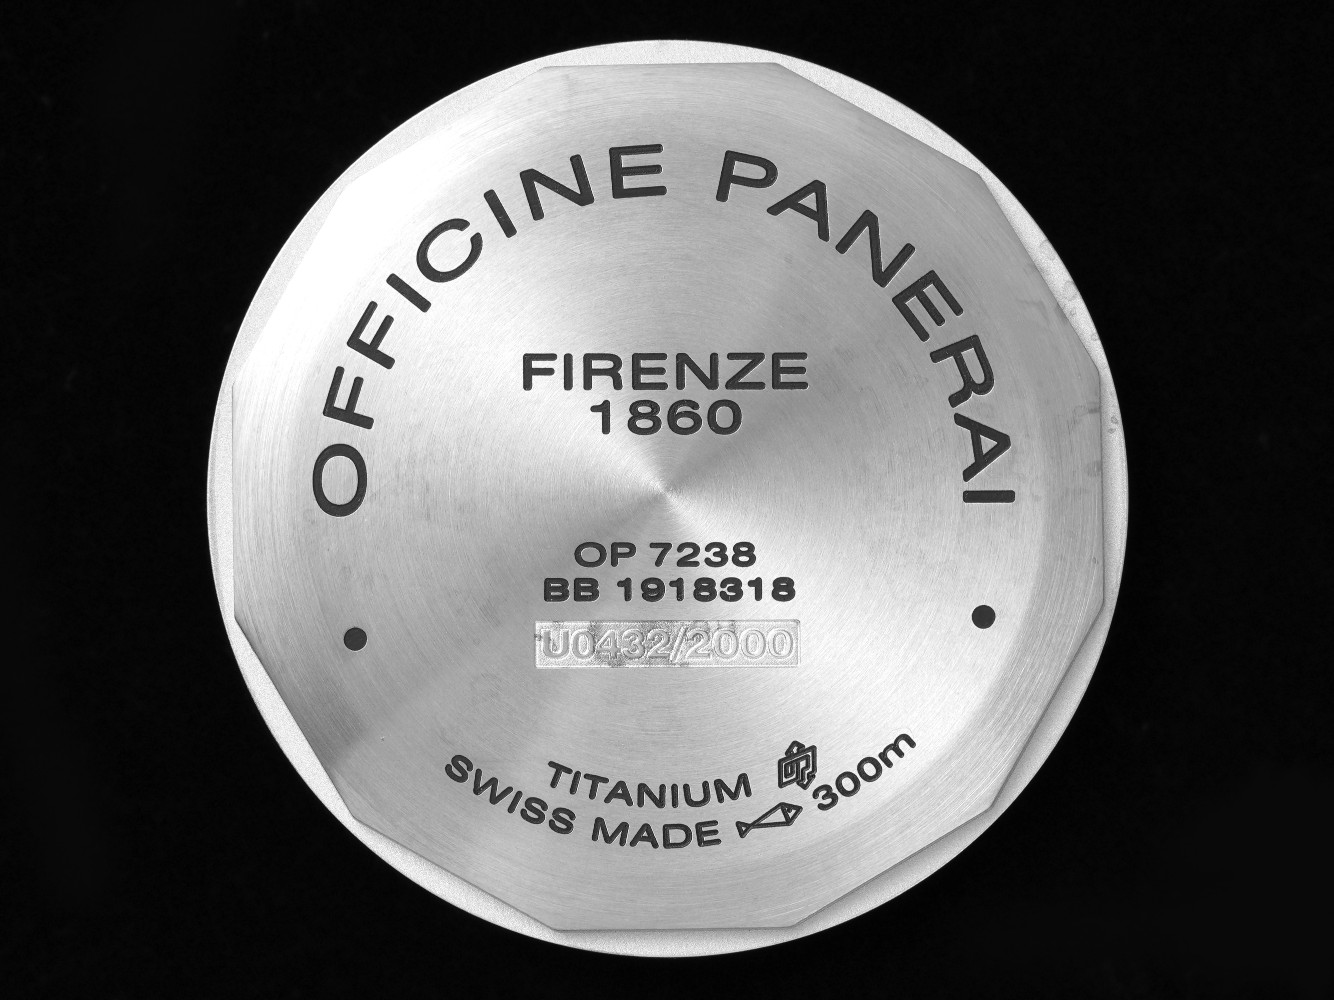 OFFICINE PANERAI
FIRENZE
1860
OP 7238
BB 1918318
U0432/2000
TITANIUM
SWISS MADE 300m